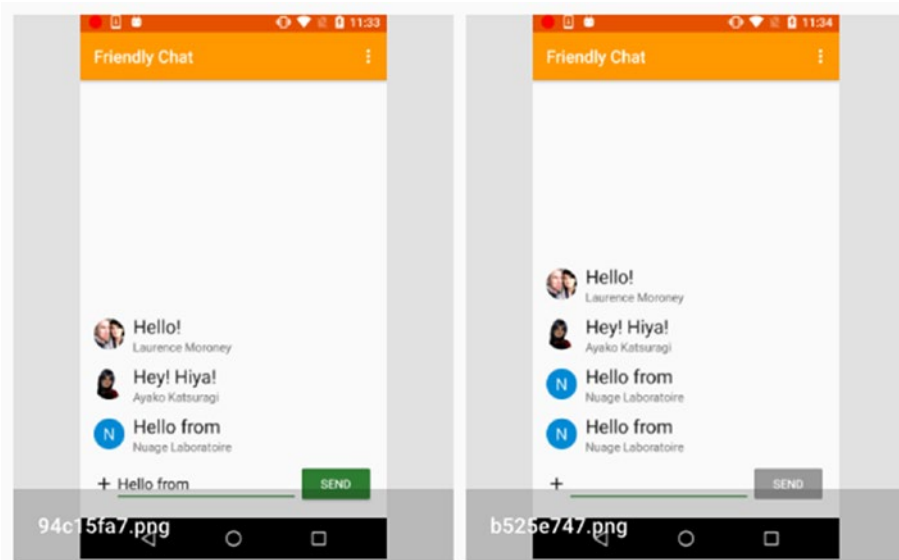 11:33
Friendly Chat
Hello!
Laurence Moroney
Hey! Hiya!
Ayako Katsuragi
N
Hello from
Nuage Laboratoire
+ Hello from
SEND
94c15fa7.png
11:34
Friendly Chat
Hello!
Laurence Moroney
Hey! Hiya!
Ayako Katsuragi
N
Hello from
Nuage Laboratoire
N
Hello from
Nuage Laboratoire
+
SEND
b525e747.png